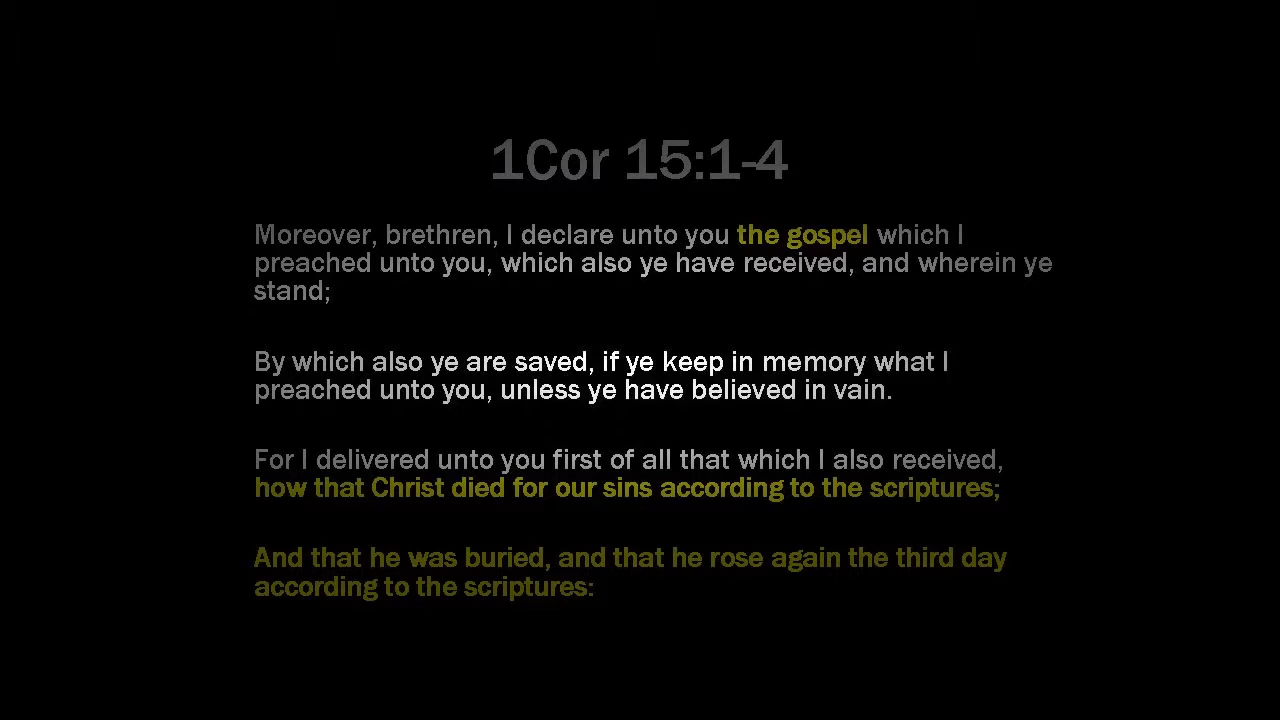 1Cor 15:1-4
Moreover, brethren, I declare unto you the gospel which I
preached unto you, which also ye have received, and wherein ye
stand;
By which also ye are saved, if ye keep in memory what I
preached unto you, unless ye have believed in vain.
For I delivered unto you first of all that which I also received,
how that Christ died for our sins according to the scriptures;
And that he was buried, and that he rose again the third day
according to the scriptures: